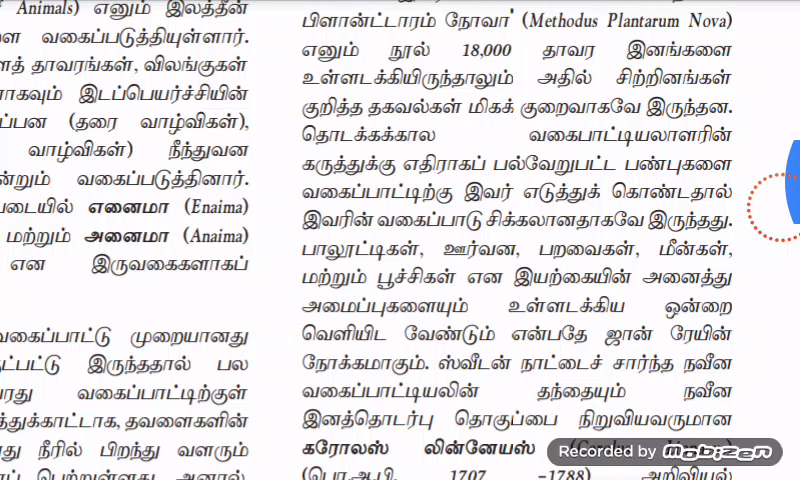 Animals) எனும் இலத்தீன்
வகைப்படுத்தியுள்ளார்.
தாவரங்கள், விலங்குகள்
இடப்பெயர்ச்சியின்
(தரை வாழ்விகள்),
வாழ்விகள்) நீந்துவன
வகைப்படுத்தினார்.
எனைமா (Enaima)
மற்றும் அனைமா (Anaima)
என இருவகைகளாகப்
முறையானது
இருந்ததால் பல
வகைப்பாட்டிற்குள்
தவளைகளின்
நீரில் பிறந்து வளரும்
பிளாண்ட்டாரம் நோவா' (Methodus Plantarum Nova)
எனும் நூல் 18,000 தாவர இனங்களை
உள்ளடக்கியிருந்தாலும் அதில் சிற்றினங்கள்
குறித்த தகவல்கள் மிகக் குறைவாகவே இருந்தன.
தொடக்ககால வகைபாட்டியலாளரின்
கருத்துக்கு எதிராகப் பல்வேறுபட்ட பண்புகளை
வகைப்பாட்டிற்கு இவர் எடுத்துக் கொண்டதால்
இவரின் வகைப்பாடு சிக்கலானதாகவே இருந்தது.
பாலூட்டிகள், ஊர்வன, பறவைகள், மீன்கள்,
மற்றும் பூச்சிகள் என இயற்கையின் அனைத்து
அமைப்புகளையும் உள்ளடக்கிய ஒன்றை
வெளியிட வேண்டும் என்பதே ஜான் ரேயின்
நோக்கமாகும். ஸ்வீடன் நாட்டைச் சார்ந்த நவீன
வகைப்பாட்டியலின் தந்தையும் நவீன
இனத்தொடர்பு தொகுப்பை நிறுவியவருமான
கரோலஸ் லின்னேயஸ்
(பொ.ஆ.பி. 1707 –1788) அறிவியல்
Recorded by mobizen